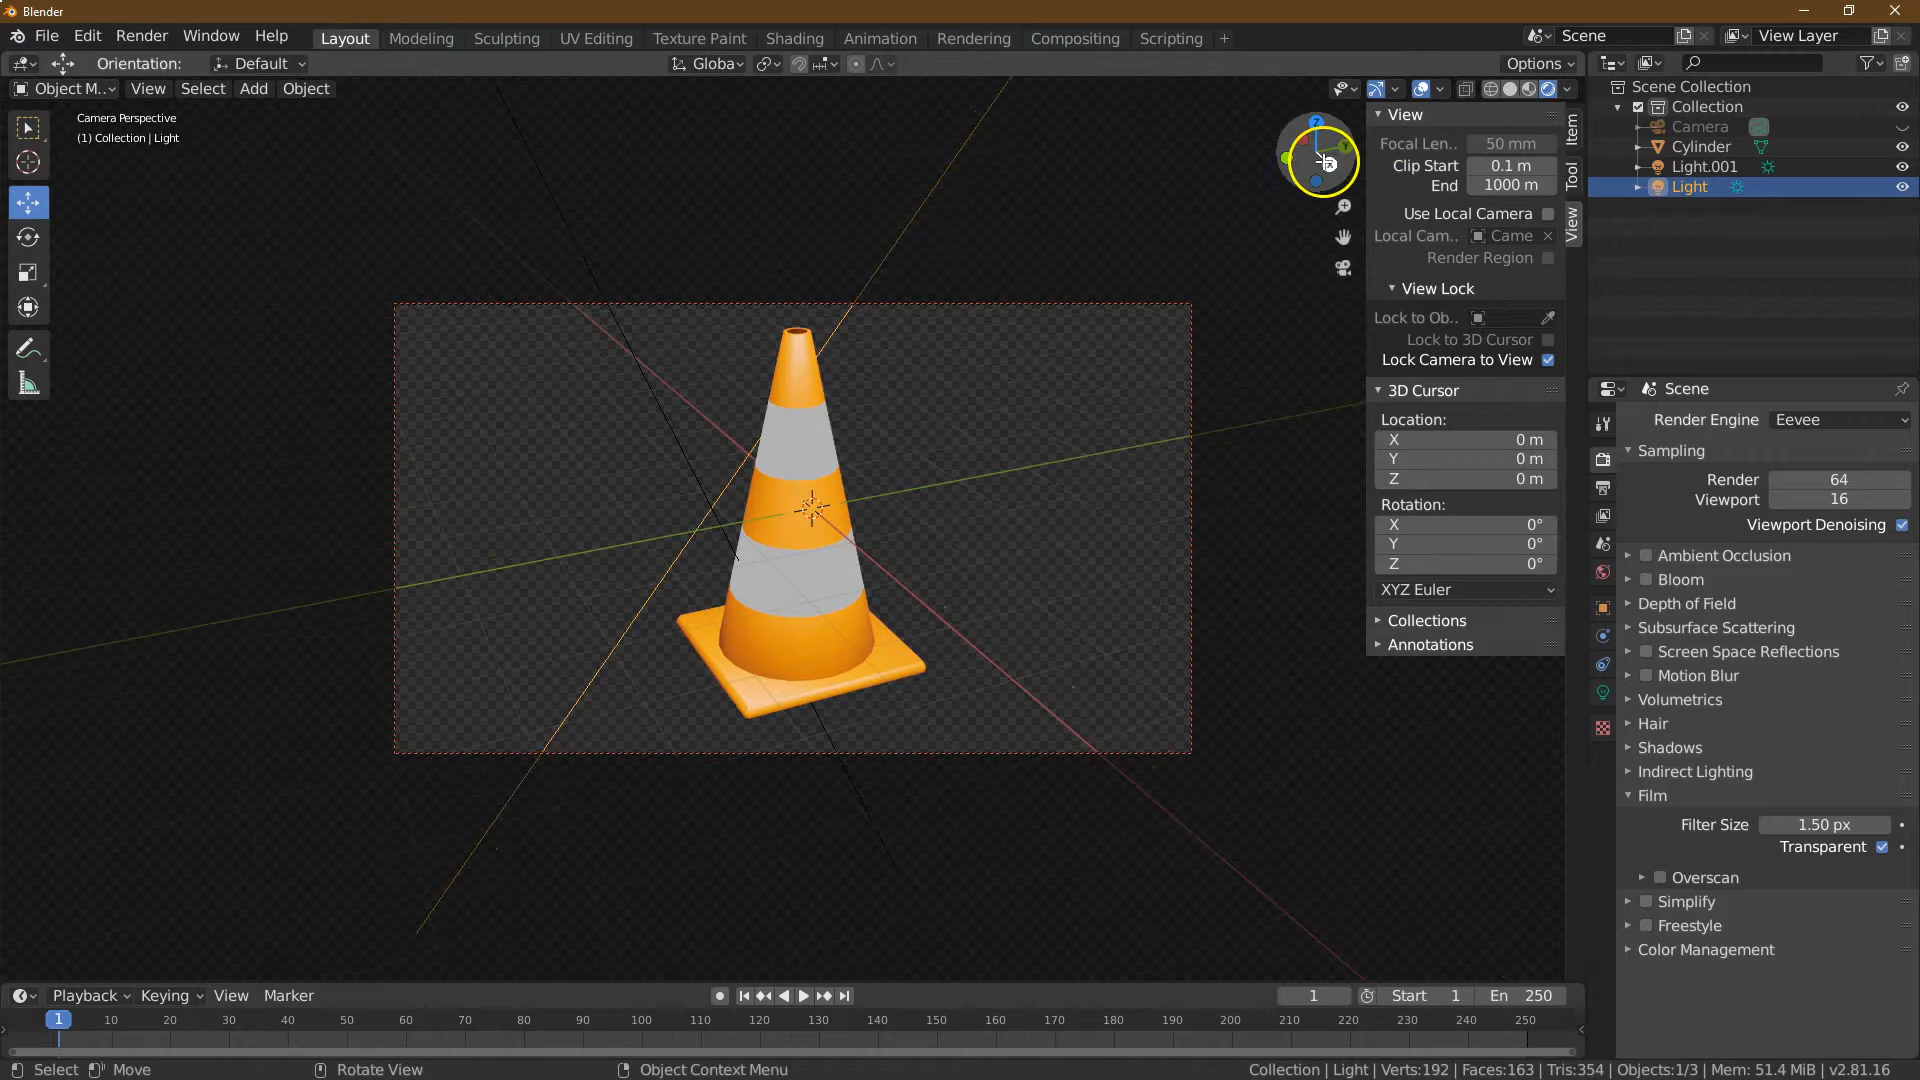 Blender
File Edit Render Window Help Layout Modeling Sculpting UV Editing Texture Paint Shading Animation Rendering Compositing Scripting + Scene View Layer
Orientation: Default Globa Options
Object M.. View Select Add Object
Camera Perspective
(1) Collection | Light
Z
Y
View
Focal Len.. 50 mm
Clip Start 0.1 m
End 1000 m
Use Local Camera
Local Cam.. Came
Render Region
View Lock
Lock to Ob..
Lock to 3D Cursor
Lock Camera to View
3D Cursor
Location:
X 0 m
Y 0 m
Z 0 m
Rotation:
X 0°
Y 0°
Z 0°
XYZ Euler
Collections
Annotations
Item
Tool
View
Scene Collection
Collection
Camera
Cylinder
Light.001
Light
Scene
Render Engine Eevee
Sampling
Render 64
Viewport 16
Viewport Denoising
Ambient Occlusion
Bloom
Depth of Field
Subsurface Scattering
Screen Space Reflections
Motion Blur
Volumetrics
Hair
Shadows
Indirect Lighting
Film
Filter Size 1.50 px
Transparent
Overscan
Simplify
Freestyle
Color Management
Playback Keying View Marker 1 Start 1 En 250
1 10 20 30 40 50 60 70 80 90 100 110 120 130 140 150 160 170 180 190 200 210 220 230 240 250
Select Move Rotate View Object Context Menu Collection | Light | Verts:192 | Faces:163 | Tris:354 | Objects:1/3 | Mem: 51.4 MiB | v2.81.16